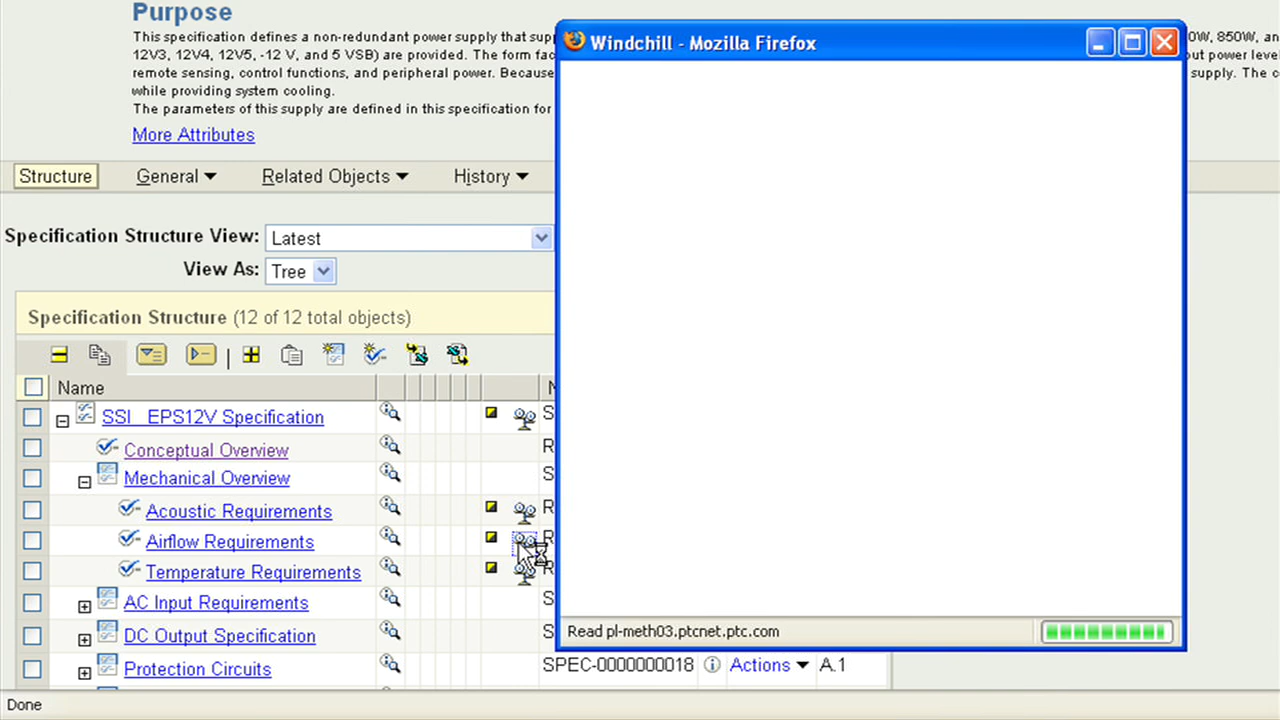 Purpose
This specification defines a non-redundant power supply that sup
12V3, 12V4, 12V5, -12 V, and 5 VSB) are provided. The form fac
remote sensing, control functions, and peripheral power. Becaus
while providing system cooling.
The parameters of this supply are defined in this specification for
0W, 850W, an
out power level
supply. The c
More Attributes
Structure General Related Objects History
Specification Structure View: Latest
View As: Tree
Specification Structure (12 of 12 total objects)
Name
SSI EPS12V Specification
Conceptual Overview
Mechanical Overview
Acoustic Requirements
Airflow Requirements
Temperature Requirements
AC Input Requirements
DC Output Specification
Protection Circuits SPEC-0000000018 Actions A.1
Done
Windchill - Mozilla Firefox
Read pl-meth03.ptcnet.ptc.com